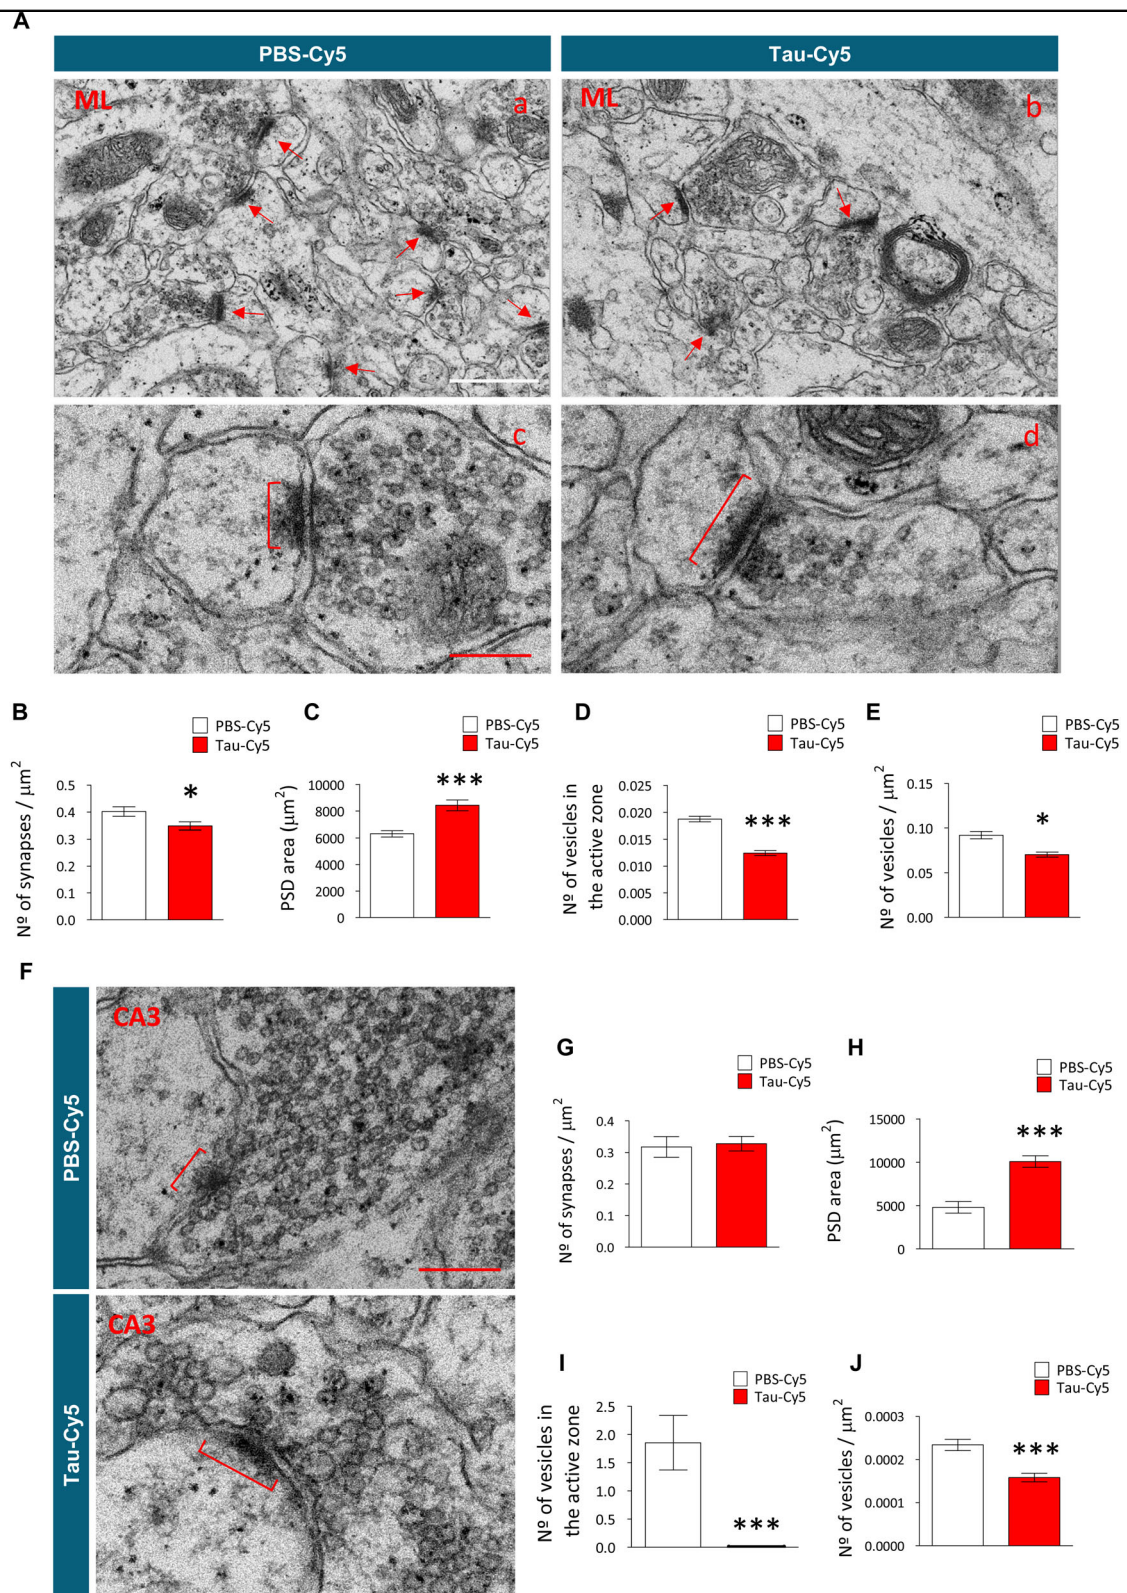 A
PBS-Cy5
Tau-Cy5
ML
a
ML
b
c
d
B
PBS-Cy5
Tau-Cy5
Nº of synapses / µm²
0.5
0.4
0.3
0.2
0.1
0.0
*
C
PBS-Cy5
Tau-Cy5
PSD area (µm²)
10000
8000
6000
4000
2000
0
***
D
PBS-Cy5
Tau-Cy5
Nº of vesicles in
the active zone
0.025
0.020
0.015
0.010
0.005
0.000
***
E
PBS-Cy5
Tau-Cy5
Nº of vesicles / µm²
0.15
0.10
0.05
0.00
*
F
PBS-Cy5
CA3
Tau-Cy5
CA3
G
PBS-Cy5
Tau-Cy5
Nº of synapses / µm²
0.4
0.3
0.2
0.1
0.0
H
PBS-Cy5
Tau-Cy5
PSD area (µm²)
15000
10000
5000
0
***
I
PBS-Cy5
Tau-Cy5
Nº of vesicles in
the active zone
2.5
2.0
1.5
1.0
0.5
0.0
***
J
PBS-Cy5
Tau-Cy5
Nº of vesicles / µm²
0.0003
0.0002
0.0001
0.0000
***